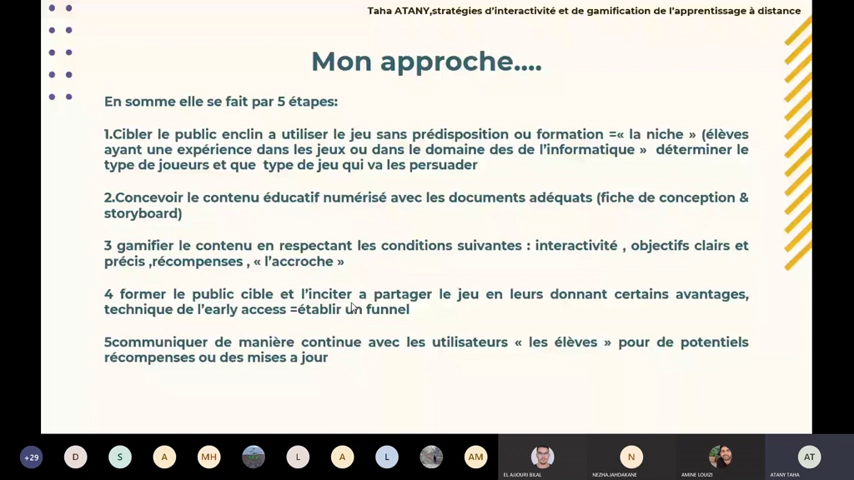 Taha ATANY,stratégies d'interactivité et de gamification de l'apprentissage à distance
Mon approche....
En somme elle se fait par 5 étapes:
1.Cibler le public enclin a utiliser le jeu sans prédisposition ou formation =« la niche » (élèves
ayant une expérience dans les jeux ou dans le domaine des de l'informatique » déterminer le
type de joueurs et que type de jeu qui va les persuader
2.Concevoir le contenu éducatif numérisé avec les documents adéquats (fiche de conception &
storyboard)
3 gamifier le contenu en respectant les conditions suivantes : interactivité , objectifs clairs et
précis ,récompenses , « l'accroche »
4 former le public cible et l'inciter a partager le jeu en leurs donnant certains avantages,
technique de l'early access =établir un funnel
5communiquer de manière continue avec les utilisateurs « les élèves » pour de potentiels
récompenses ou des mises a jour
+29 D S A MH L A L AM N AT
EL AJOURI BILAL NEZHA JAHDAKANE AMINE LOUIZI ATANY TAHA